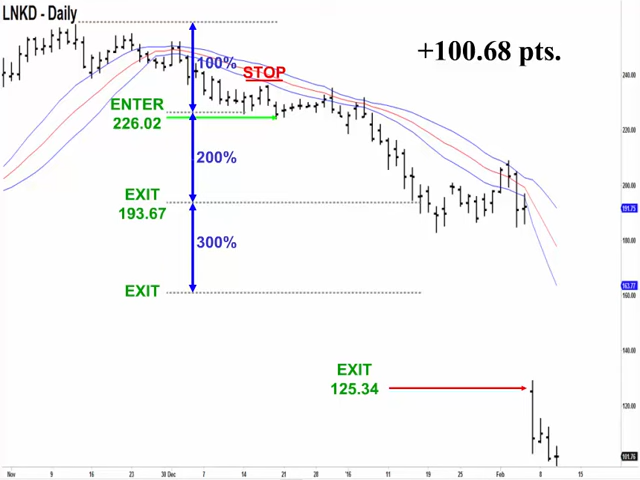 LNKD - Daily
+100.68 pts.
100%
STOP
ENTER
226.02
200%
EXIT
193.67
300%
EXIT
EXIT
125.34
240.00
220.00
200.00
191.75
180.00
163.77
160.00
140.00
120.00
101.76
Nov 9 16 23 30 Dec 7 14 21 28 '16 11 19 25 Feb 8 15